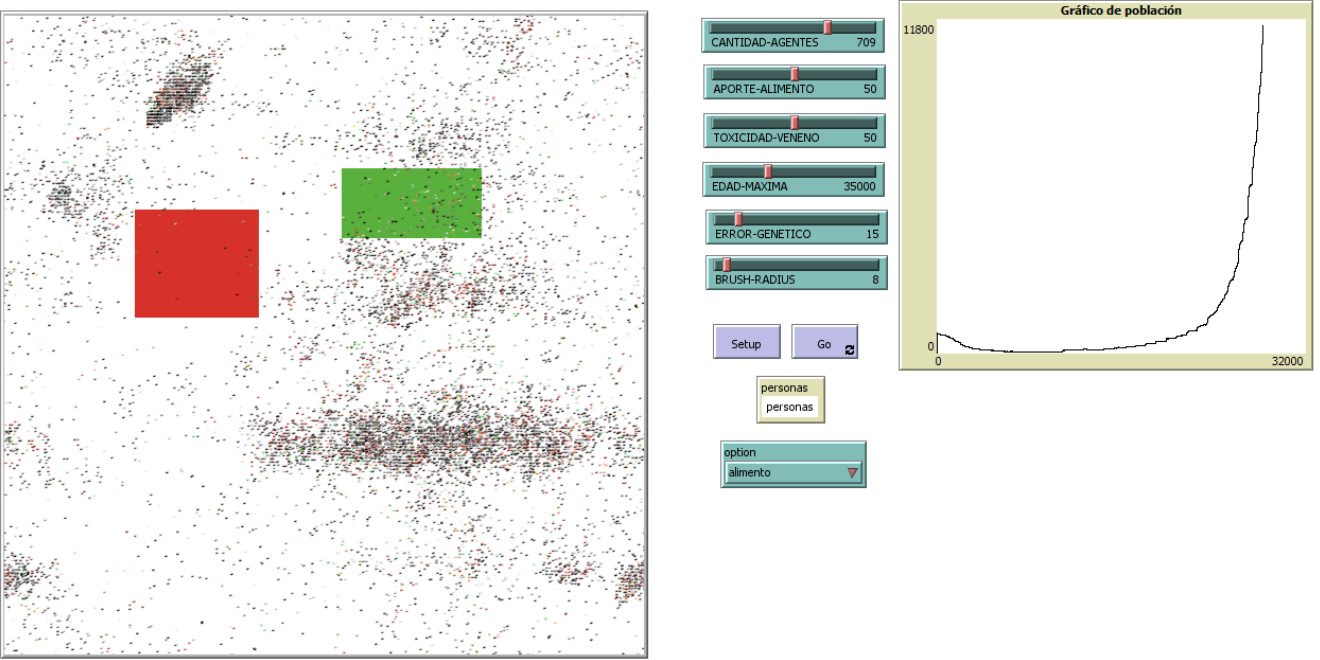 CANTIDAD-AGENTES 709
APORTE-ALIMENTO 50
TOXICIDAD-VENENO 50
EDAD-MAXIMA 35000
ERROR-GENETICO 15
BRUSH-RADIUS 8
Setup
Go
personas
personas
option
alimento
Gráfico de población
11800
0
0
32000